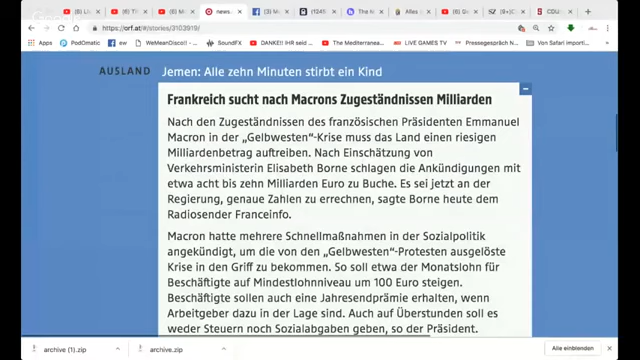 news.
https://orf.at/#/stories/3103919/
PodOmatic
WeMeanDisco!!
SoundFX
DANKE!! IHR seid ...
The Mediterranea...
LIVE GAMES TV
Pressegespräch N...
Von Safari importi...
AUSLAND Jemen: Alle zehn Minuten stirbt ein Kind
Frankreich sucht nach Macrons Zugeständnissen Milliarden
Nach den Zugeständnissen des französischen Präsidenten Emmanuel
Macron in der „Gelbwesten“-Krise muss das Land einen riesigen
Milliardenbetrag auftreiben. Nach Einschätzung von
Verkehrsministerin Elisabeth Borne schlagen die Ankündigungen mit
etwa acht bis zehn Milliarden Euro zu Buche. Es sei jetzt an der
Regierung, genaue Zahlen zu errechnen, sagte Borne heute dem
Radiosender Franceinfo.
Macron hatte mehrere Schnellmaßnahmen in der Sozialpolitik
angekündigt, um die von den „Gelbwesten“-Protesten ausgelöste
Krise in den Griff zu bekommen. So soll etwa der Monatslohn für
Beschäftigte auf Mindestlohnniveau um 100 Euro steigen.
Beschäftigte sollen auch eine Jahresendprämie erhalten, wenn
Arbeitgeber dazu in der Lage sind. Auch auf Überstunden soll es
weder Steuern noch Sozialabgaben geben, so der Präsident.
archive (1).zip
archive.zip
Alle einblenden